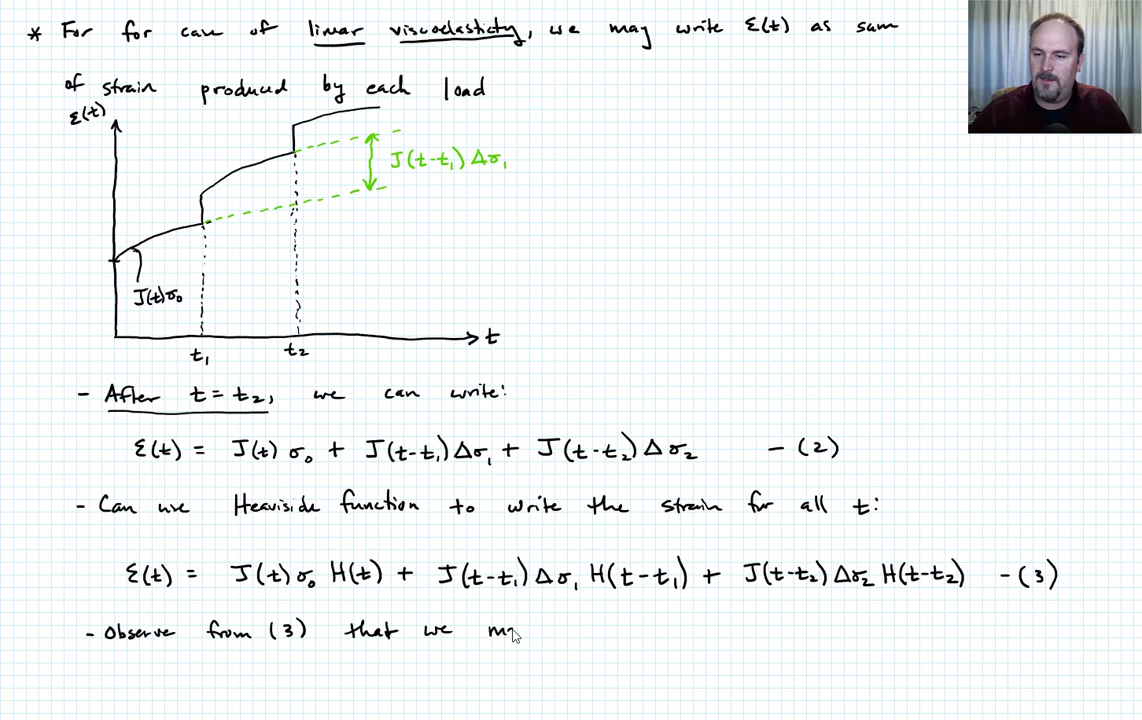 * For for case of linear viscoelasticty, we may write ε(t) as sum
of strain produced by each load
ε(t)
J(t-t₁) Δσ₁
J(t)σ₀
t
t₁
t₂
- After t = t₂, we can write:
ε(t) = J(t) σ₀ + J(t-t₁) Δσ₁ + J(t-t₂) Δσ₂ - (2)
- Can use Heaviside function to write the strain for all t:
ε(t) = J(t) σ₀ H(t) + J(t-t₁) Δσ₁ H(t-t₁) + J(t-t₂) Δσ₂ H(t-t₂) - (3)
- Observe from (3) that we ma